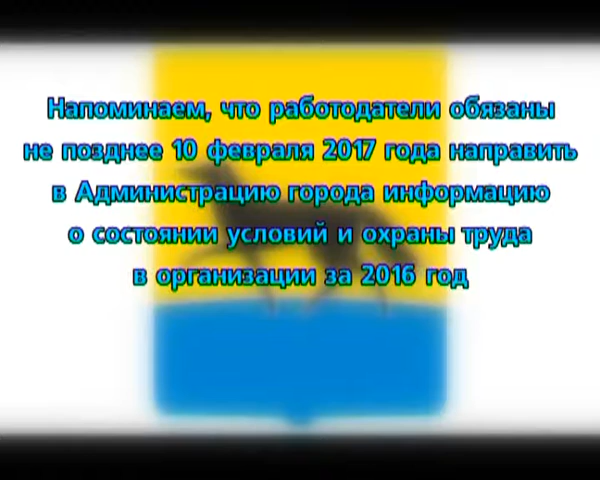 Напоминаем, что работодатели обязаны
не позднее 10 февраля 2017 года направить
в Администрацию города информацию
о состоянии условий и охраны труда
в организации за 2016 год